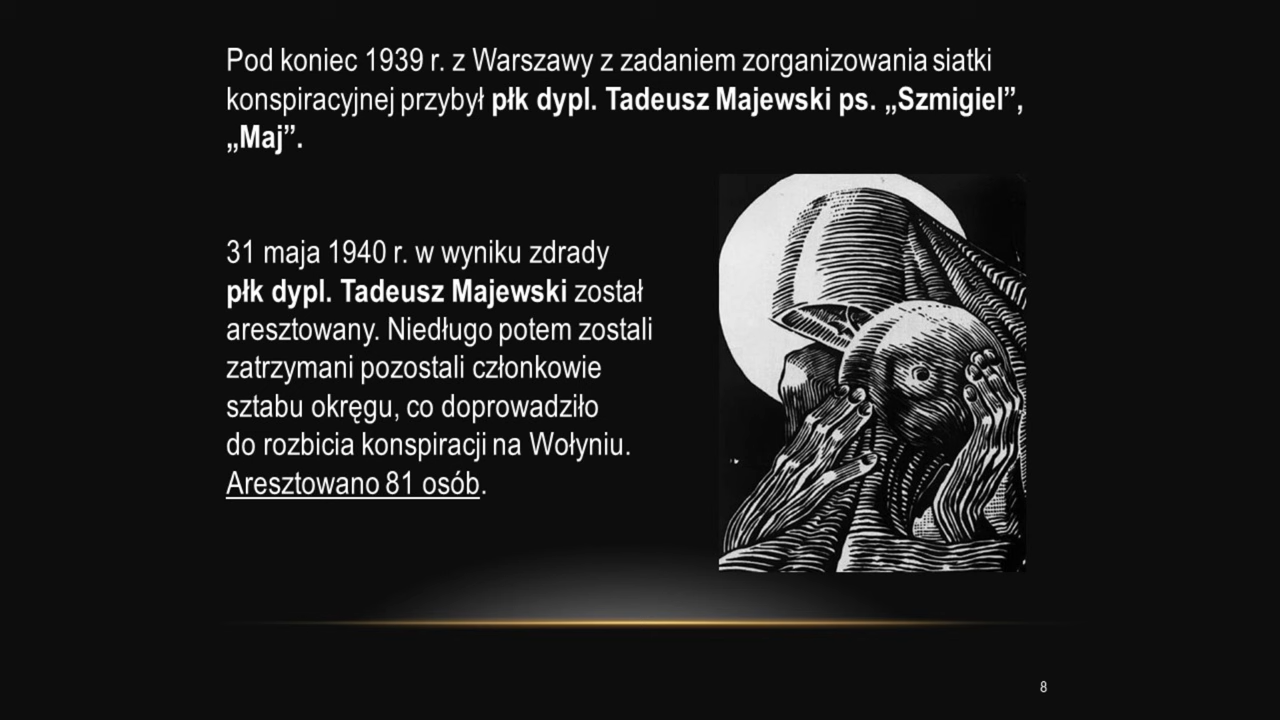 Pod koniec 1939 r. z Warszawy z zadaniem zorganizowania siatki
konspiracyjnej przybył płk dypl. Tadeusz Majewski ps. „Szmigiel”,
„Maj”.
31 maja 1940 r. w wyniku zdrady
płk dypl. Tadeusz Majewski został
aresztowany. Niedługo potem zostali
zatrzymani pozostali członkowie
sztabu okręgu, co doprowadziło
do rozbicia konspiracji na Wołyniu.
Aresztowano 81 osób.
8